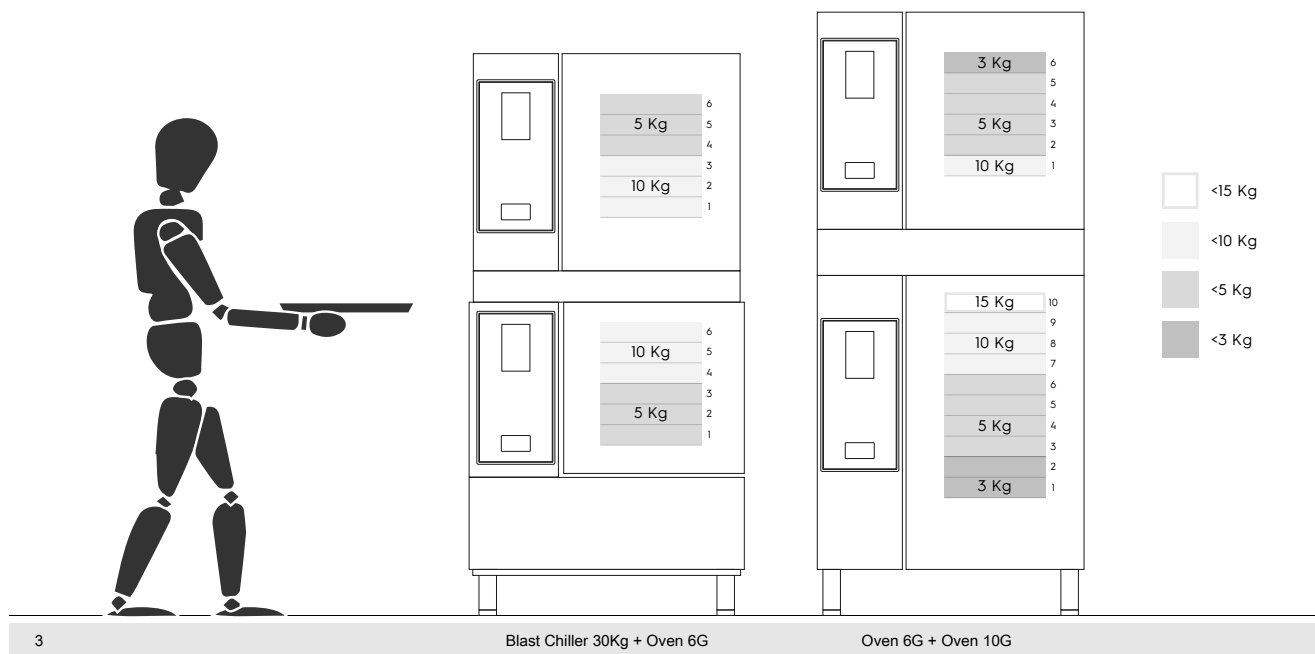 6
5 Kg 5
4
3
10 Kg 2
1
6
10 Kg 5
4
3
5 Kg 2
1
3 Kg 6
5
4
5 Kg 3
2
10 Kg 1
15 Kg 10
9
10 Kg 8
7
6
5
5 Kg 4
3
2
3 Kg 1
<15 Kg
<10 Kg
<5 Kg
<3 Kg
3 Blast Chiller 30Kg + Oven 6G Oven 6G + Oven 10G